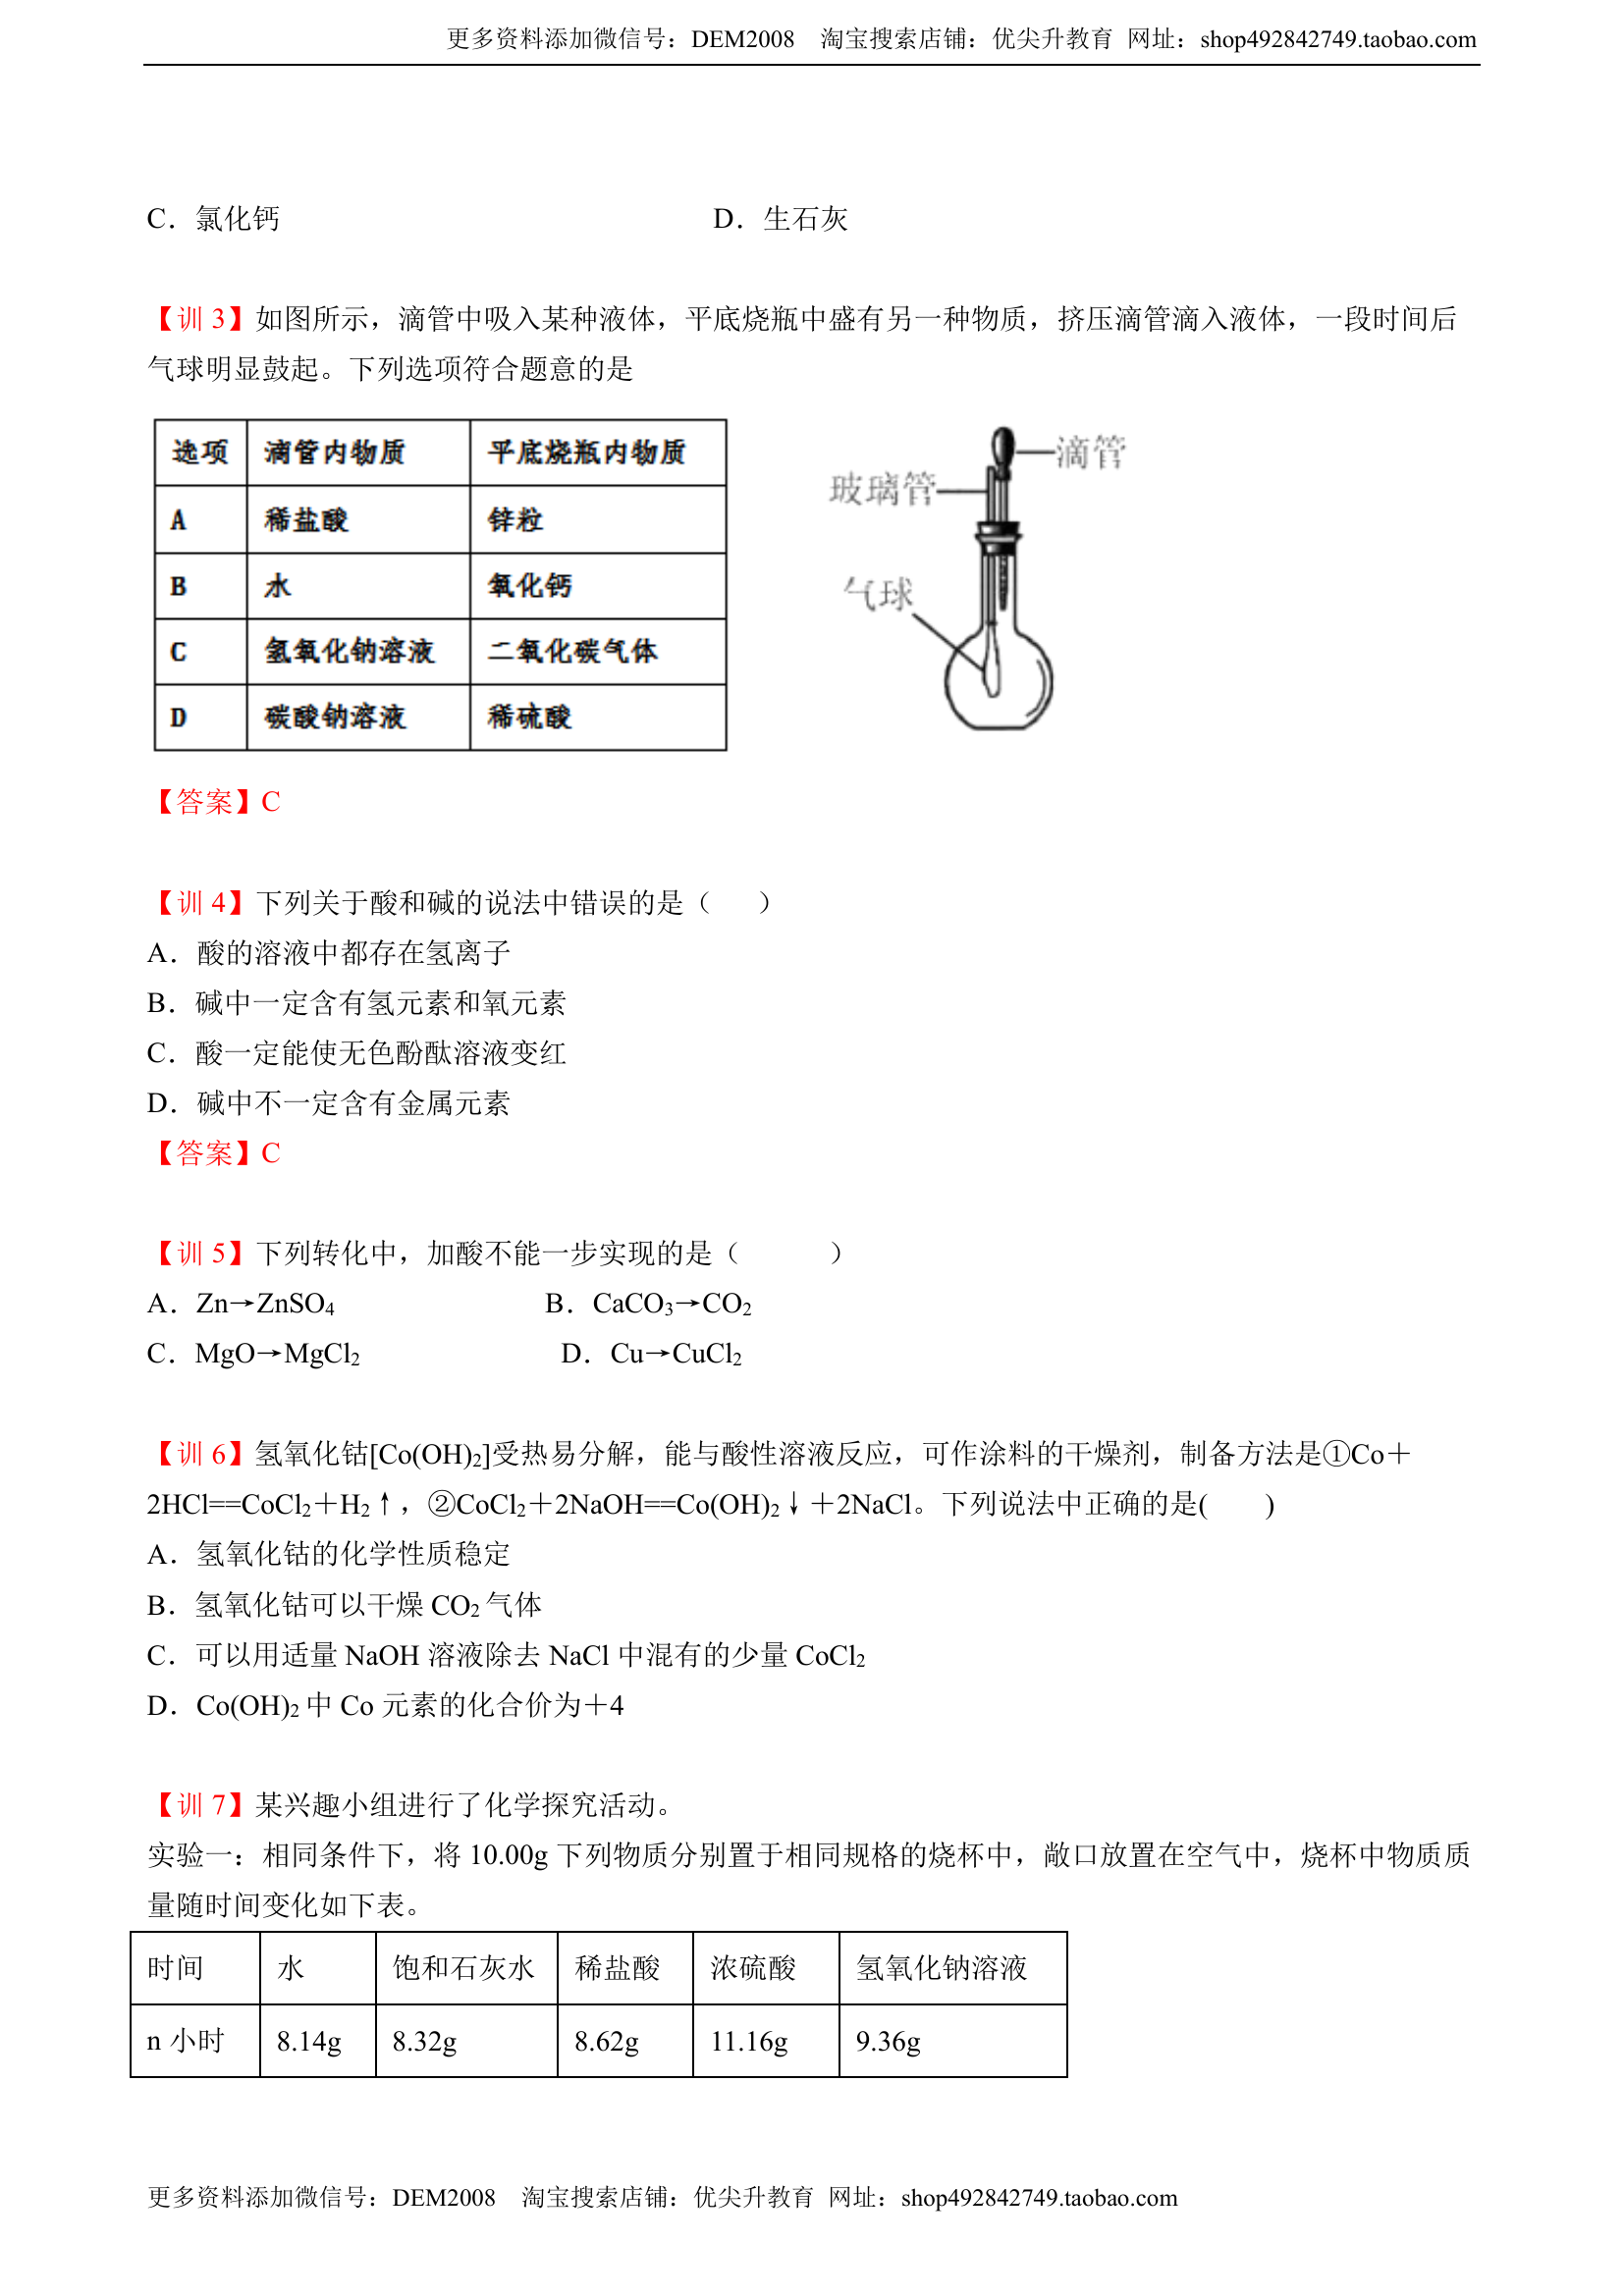 更多资料添加微信号：DEM2008 淘宝搜索店铺：优尖升教育 网址：shop492842749.taobao.com
C．氯化钙 D．生石灰
【训 3】如图所示，滴管中吸入某种液体，平底烧瓶中盛有另一种物质，挤压滴管滴入液体，一段时间后
气球明显鼓起。下列选项符合题意的是
选项 滴管内物质 平底烧瓶内物质
A 稀盐酸 锌粒
B 水 氧化钙
C 氢氧化钠溶液 二氧化碳气体
D 碳酸钠溶液 稀硫酸
滴管
玻璃管
气球
【答案】C
【训 4】下列关于酸和碱的说法中错误的是（ ）
A．酸的溶液中都存在氢离子
B．碱中一定含有氢元素和氧元素
C．酸一定能使无色酚酞溶液变红
D．碱中不一定含有金属元素
【答案】C
【训 5】下列转化中，加酸不能一步实现的是（ ）
A．Zn→ZnSO₄ B．CaCO₃→CO₂
C．MgO→MgCl₂ D．Cu→CuCl₂
【训 6】氢氧化钴[Co(OH)₂]受热易分解，能与酸性溶液反应，可作涂料的干燥剂，制备方法是①Co＋
2HCl==CoCl₂＋H₂↑，②CoCl₂＋2NaOH==Co(OH)₂↓＋2NaCl。下列说法中正确的是( )
A．氢氧化钴的化学性质稳定
B．氢氧化钴可以干燥 CO₂ 气体
C．可以用适量 NaOH 溶液除去 NaCl 中混有的少量 CoCl₂
D．Co(OH)₂ 中 Co 元素的化合价为＋4
【训 7】某兴趣小组进行了化学探究活动。
实验一：相同条件下，将 10.00g 下列物质分别置于相同规格的烧杯中，敞口放置在空气中，烧杯中物质质
量随时间变化如下表。
时间 水 饱和石灰水 稀盐酸 浓硫酸 氢氧化钠溶液
n 小时 8.14g 8.32g 8.62g 11.16g 9.36g
更多资料添加微信号：DEM2008 淘宝搜索店铺：优尖升教育 网址：shop492842749.taobao.com